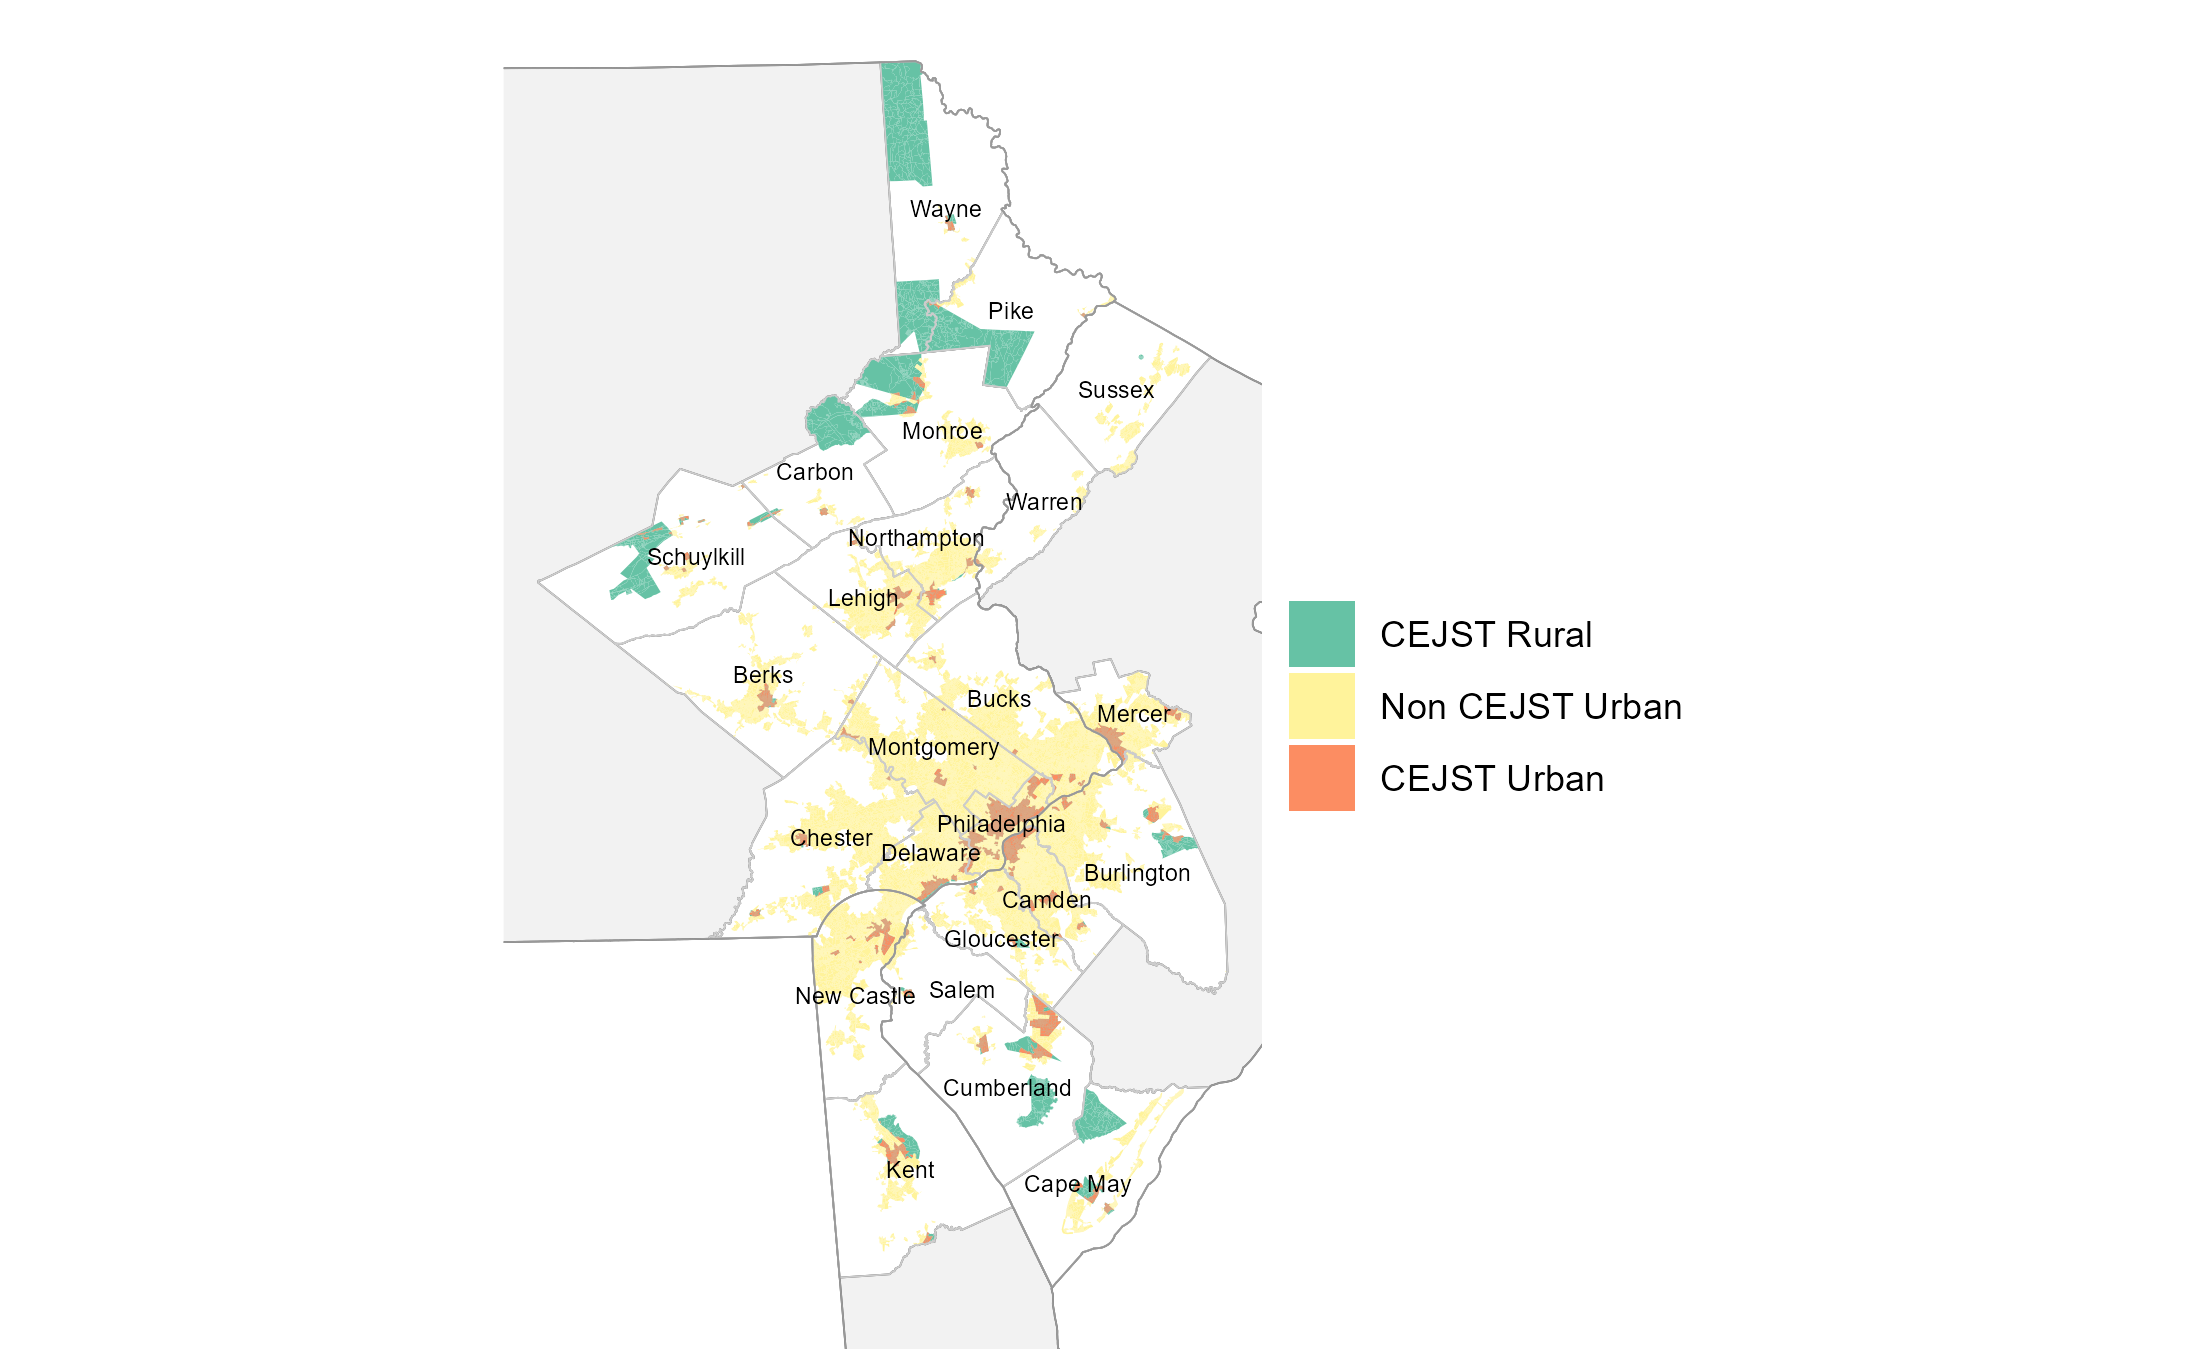 Wayne
Pike
Sussex
Monroe
Carbon
Warren
Northampton
Schuylkill
Lehigh
Berks
Bucks
Mercer
Montgomery
Philadelphia
Chester
Delaware
Burlington
Camden
Gloucester
Salem
New Castle
Cumberland
Kent
Cape May
CEJST Rural
Non CEJST Urban
CEJST Urban